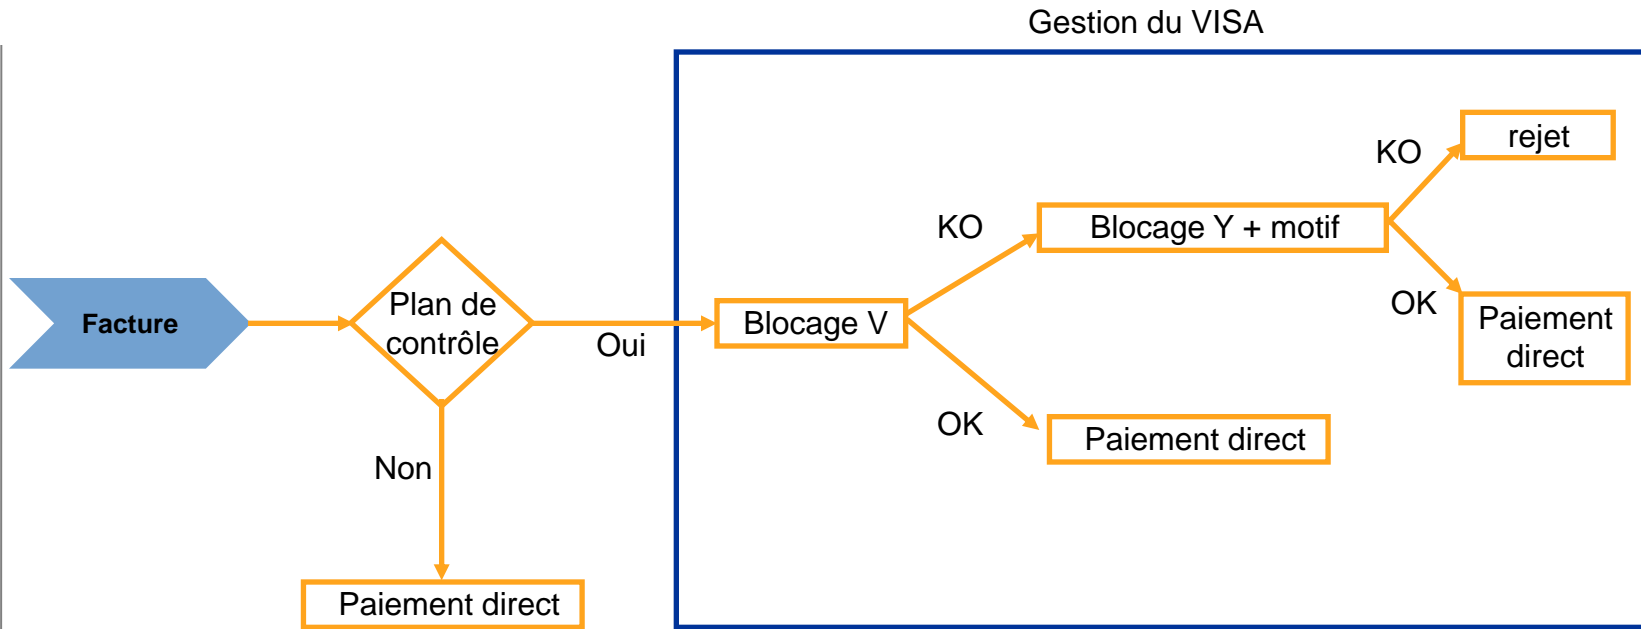 Gestion du VISA
rejet
KO
KO
Blocage Y + motif
Facture
Plan de
contrôle
Oui
Blocage V
OK
Paiement
direct
OK
Paiement direct
Non
Paiement direct